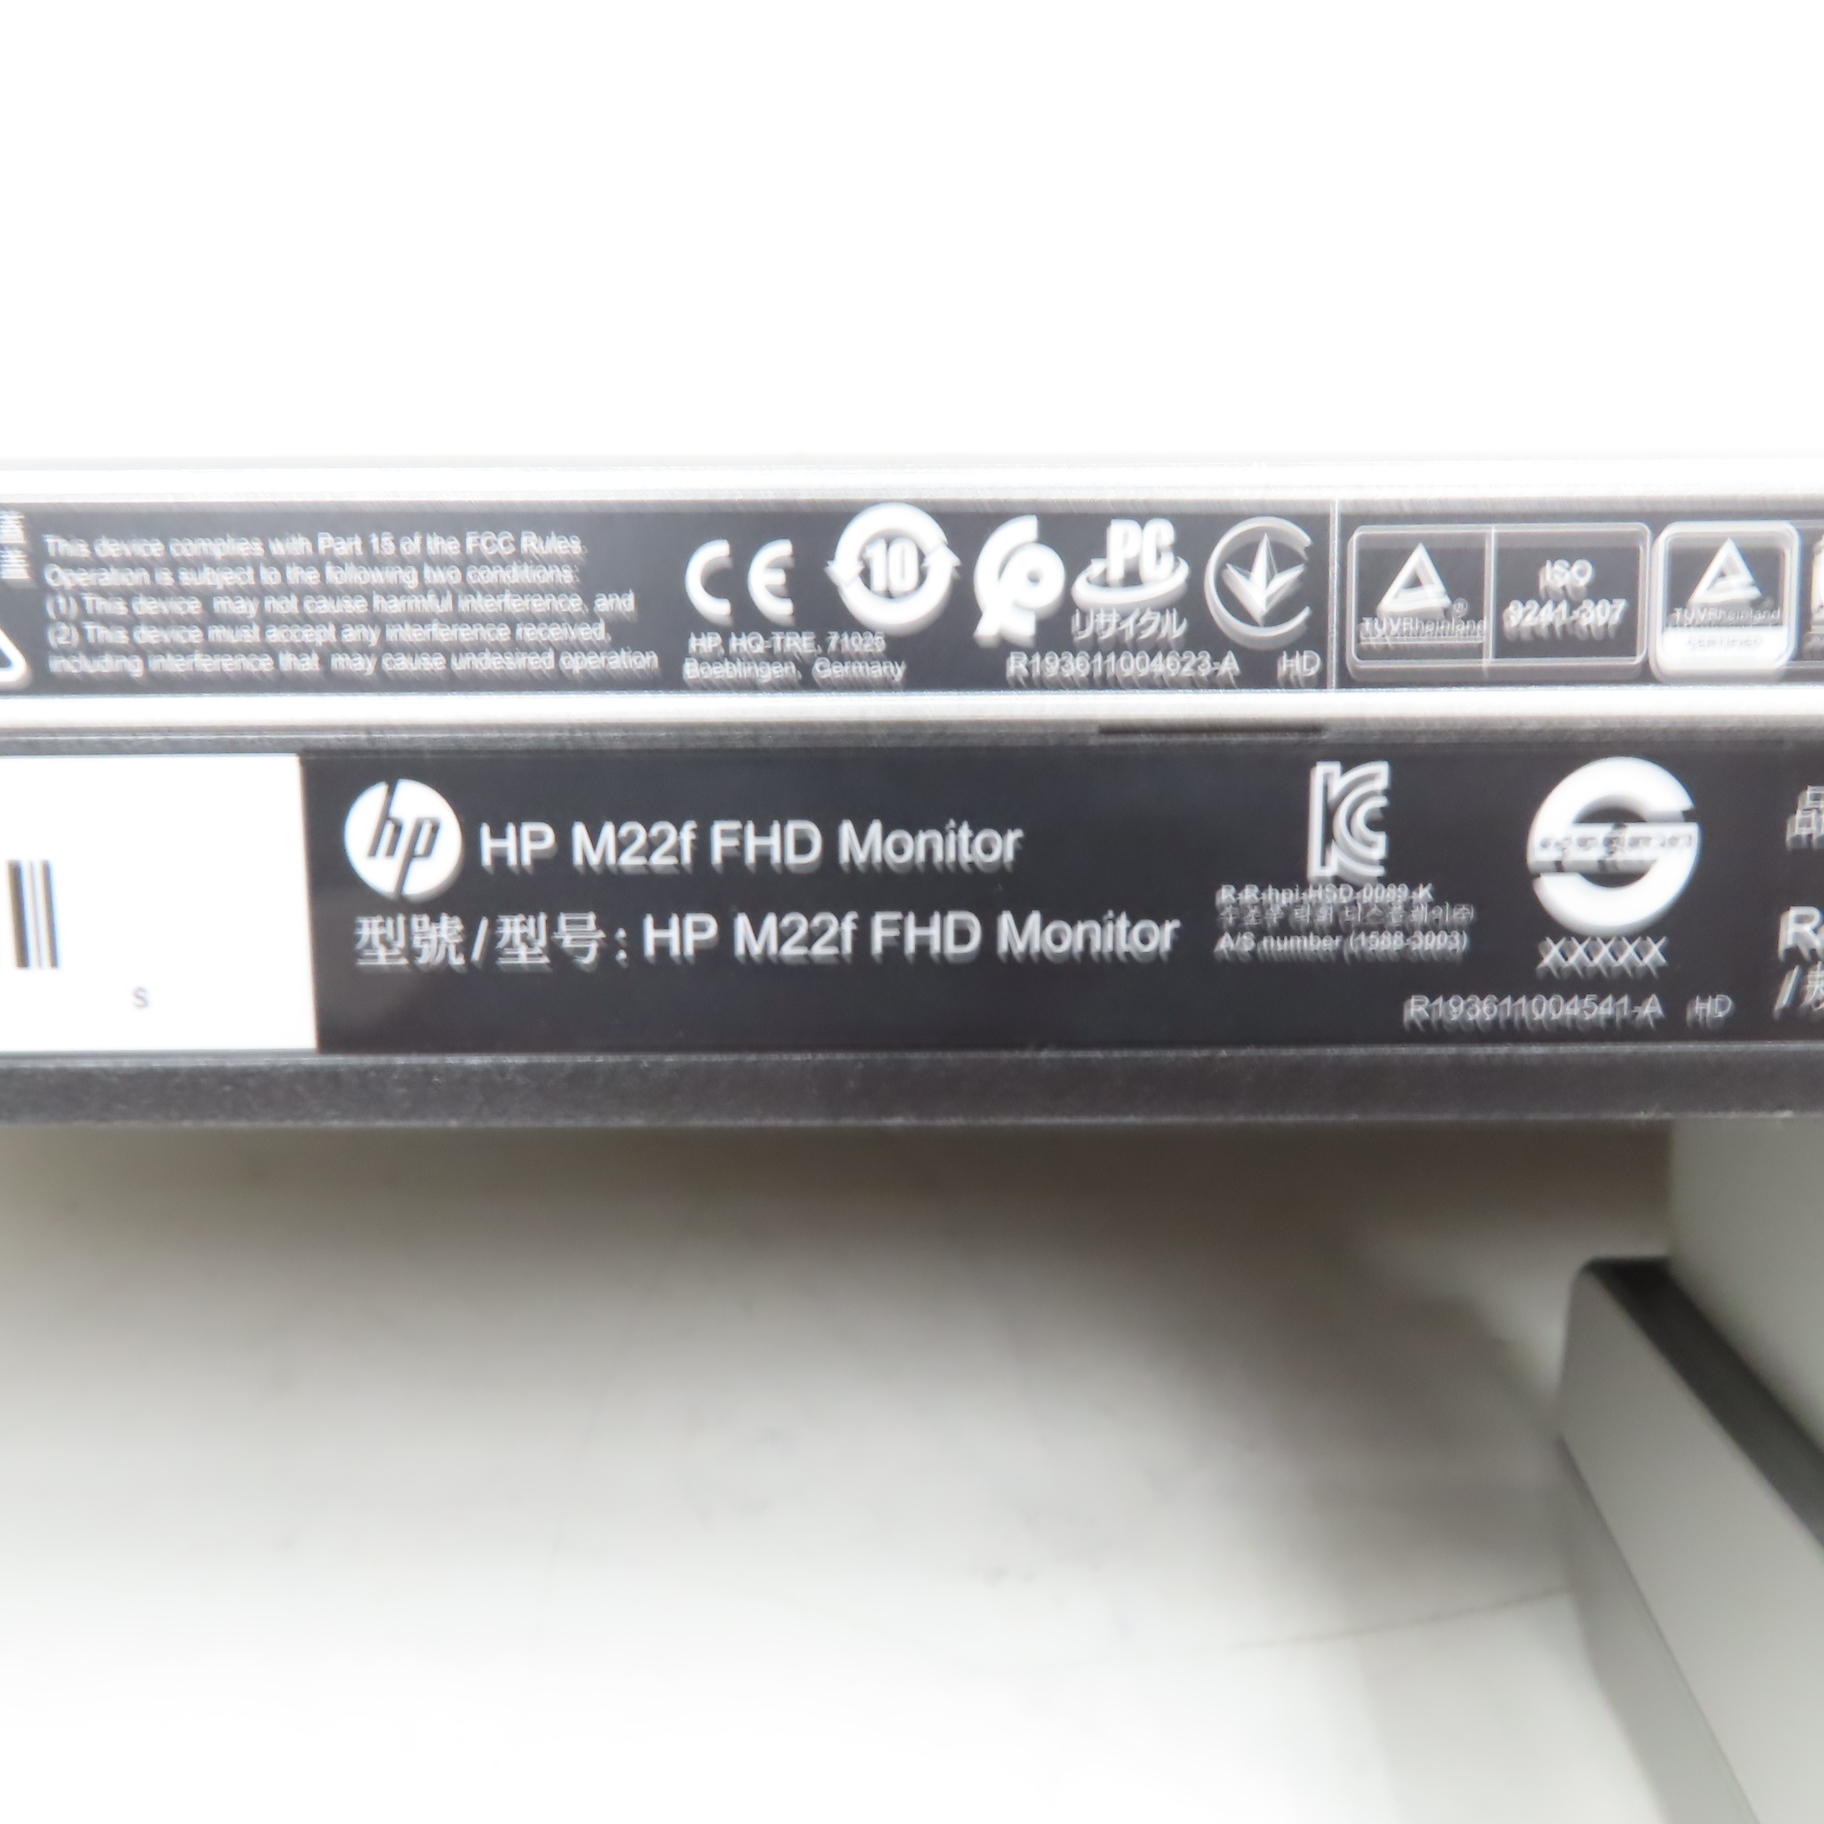 This device complies with Part 15 of the FCC Rules.
Operation is subject to the following two conditions:
(1) This device may not cause harmful interference, and
(2) This device must accept any interference received,
including interference that may cause undesired operation
CE
HP, HQ-TRE, 71025
Boeblingen, Germany
10
PC
リサイクル
R193611004623-A HD
TÜVRheinland®
ISO
9241-307
TÜVRheinland
CERTIFIED
hp HP M22f FHD Monitor
型號/型号: HP M22f FHD Monitor
S
KC
R-R-hpi-HSD-0089-K
A/S number (1588-3003)
XXXXX
R193611004541-A HD